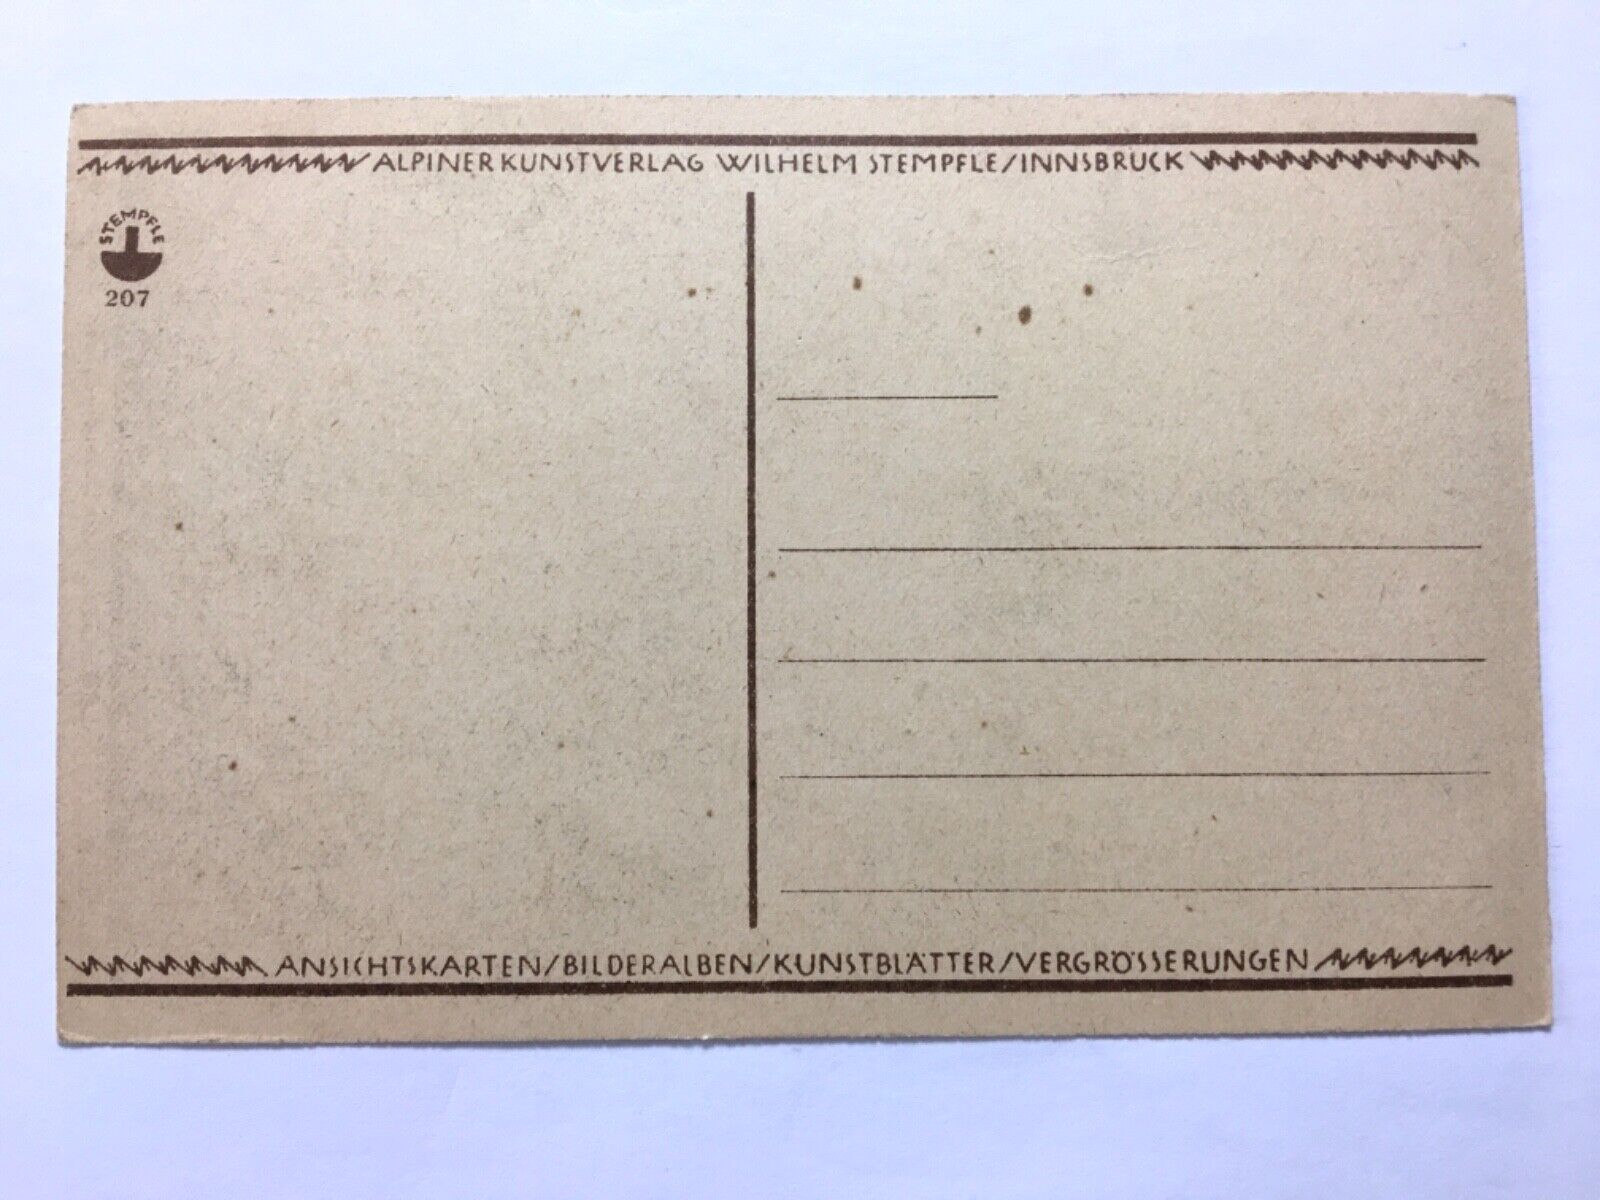 ALPINER KUNSTVERLAG WILHELM STEMPFLE/INNSBRUCK
STEMPFLE
207
ANSICHTSKARTEN/BILDERALBEN/KUNSTBLÄTTER/VERGRÖSSERUNGEN